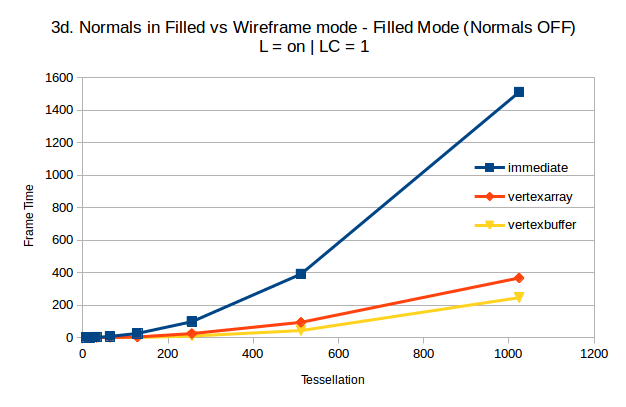 3d. Normals in Filled vs Wireframe mode - Filled Mode (Normals OFF)
L = on | LC = 1
1600
1400
1200
1000
800
600
400
200
0
Frame Time
immediate
vertexarray
vertexbuffer
0 200 400 600 800 1000 1200
Tessellation